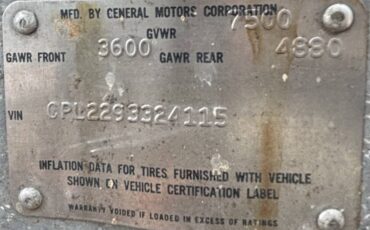 MFD. BY GENERAL MOTORS CORPORATION
GVWR 7500
GAWR FRONT 3600 GAWR REAR 4880
VIN CPL2293324115
INFLATION DATA FOR TIRES FURNISHED WITH VEHICLE
SHOWN ON VEHICLE CERTIFICATION LABEL
WARRANTY VOIDED IF LOADED IN EXCESS OF RATINGS